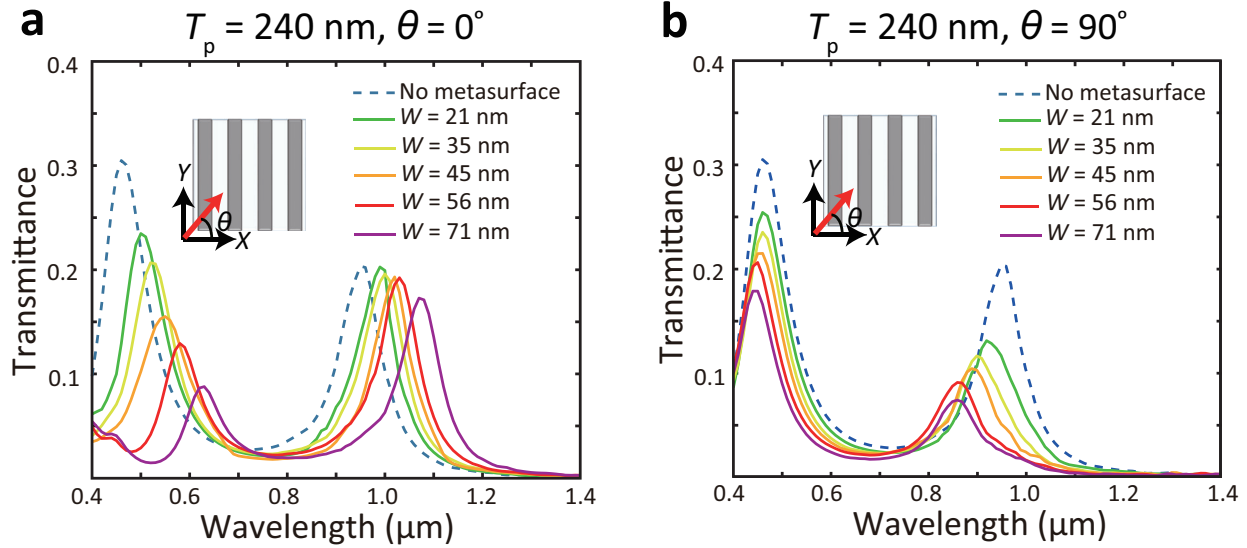 a
Tp = 240 nm, θ = 0°
0.4
0.3
0.2
0.1
Transmittance
No metasurface
W = 21 nm
W = 35 nm
W = 45 nm
W = 56 nm
W = 71 nm
Y
θ
X
0.4 0.6 0.8 1.0 1.2 1.4
Wavelength (μm)
b
Tp = 240 nm, θ = 90°
0.4
0.3
0.2
0.1
Transmittance
No metasurface
W = 21 nm
W = 35 nm
W = 45 nm
W = 56 nm
W = 71 nm
Y
θ
X
0.4 0.6 0.8 1.0 1.2 1.4
Wavelength (μm)